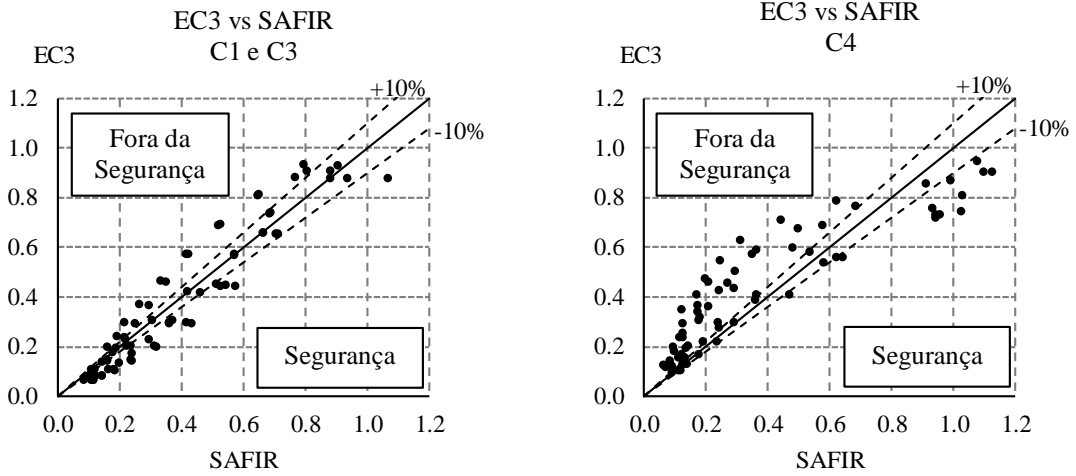 EC3 vs SAFIR
C1 e C3
EC3
+10%
-10%
1.2
1.0
0.8
0.6
0.4
0.2
0.0
Fora da
Segurança
Segurança
0.0 0.2 0.4 0.6 0.8 1.0 1.2
SAFIR
EC3 vs SAFIR
C4
EC3
+10%
-10%
1.2
1.0
0.8
0.6
0.4
0.2
0.0
Fora da
Segurança
Segurança
0.0 0.2 0.4 0.6 0.8 1.0 1.2
SAFIR